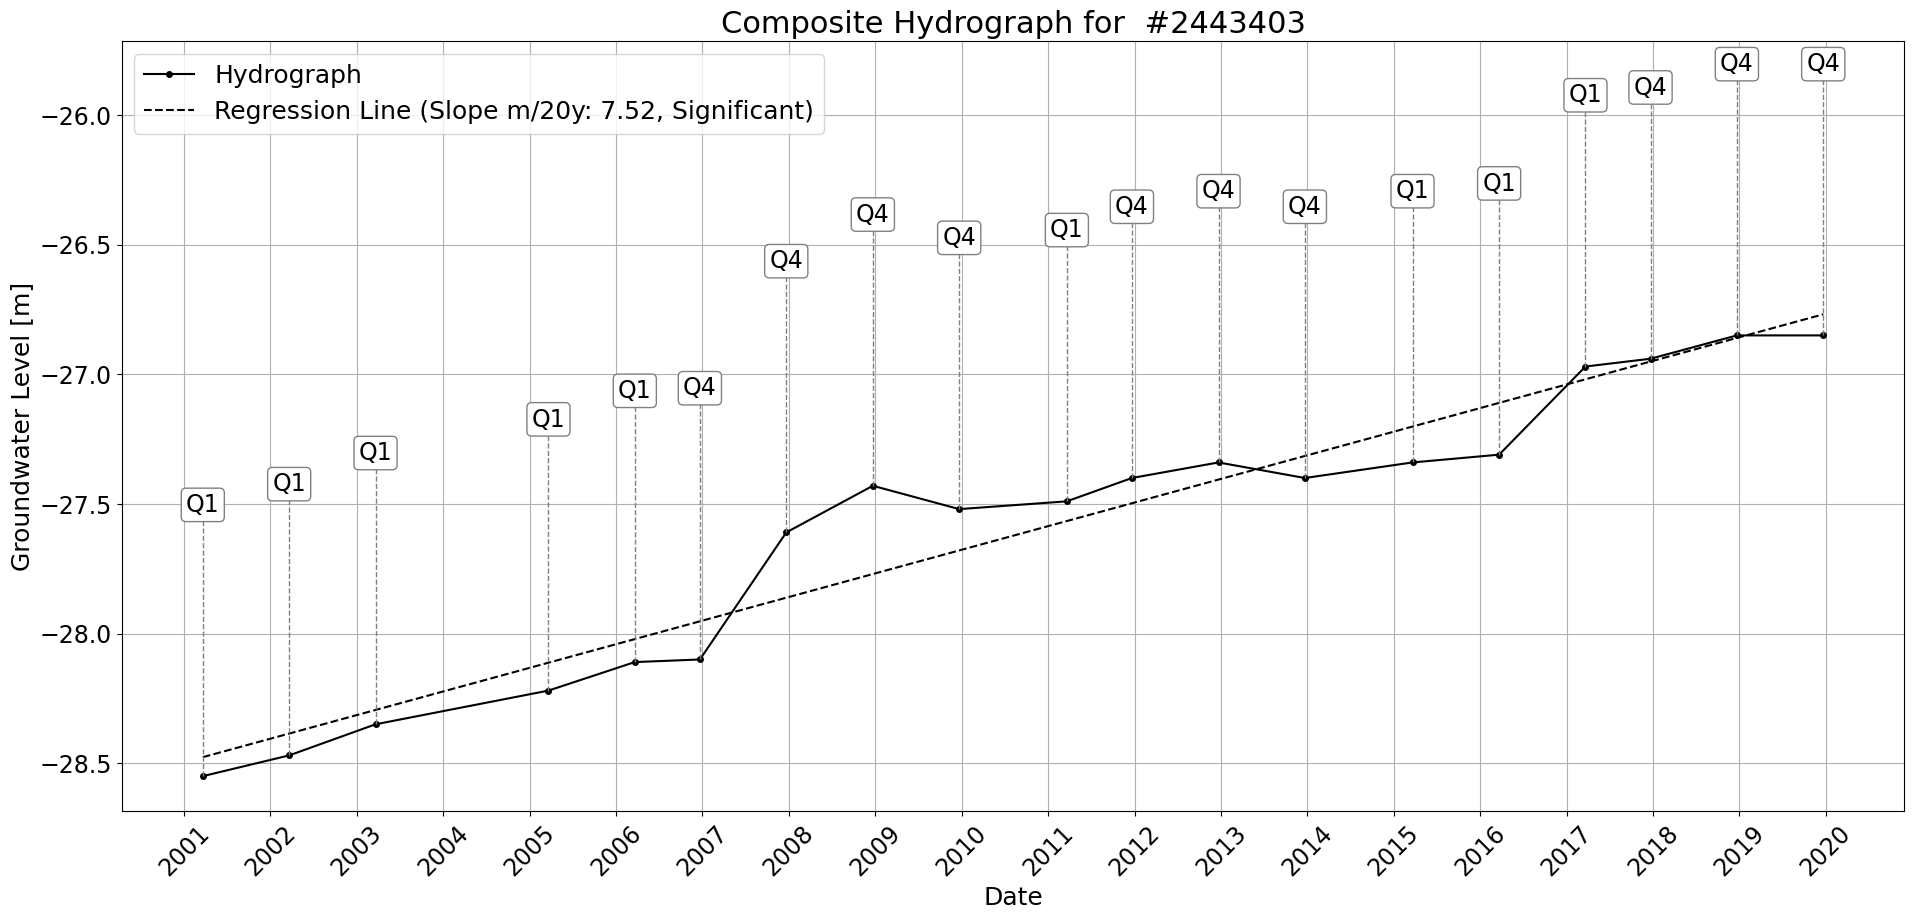 Composite Hydrograph for  #2443403
Hydrograph
Regression Line (Slope m/20y: 7.52, Significant)
Groundwater Level [m]
−26.0
−26.5
−27.0
−27.5
−28.0
−28.5
Q1
Q1
Q1
Q1
Q1
Q4
Q4
Q4
Q4
Q1
Q4
Q4
Q4
Q1
Q1
Q1
Q4
Q4
Q4
2001
2002
2003
2004
2005
2006
2007
2008
2009
2010
2011
2012
2013
2014
2015
2016
2017
2018
2019
2020
Date